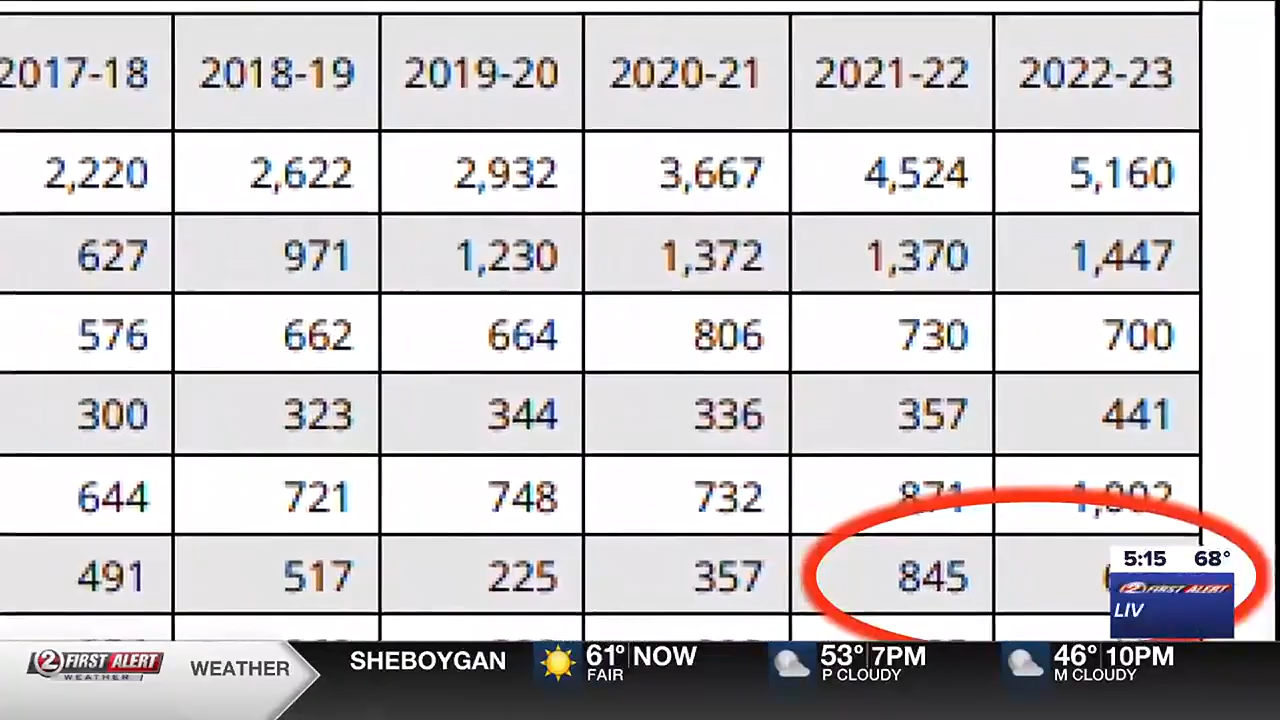 2017-18 2018-19 2019-20 2020-21 2021-22 2022-23
2,220 2,622 2,932 3,667 4,524 5,160
627 971 1,230 1,372 1,370 1,447
576 662 664 806 730 700
300 323 344 336 357 441
644 721 748 732 871 1,002
491 517 225 357 845
5:15 68°
2 FIRST ALERT
LIV
2 FIRST ALERT
WEATHER
WEATHER
SHEBOYGAN
61° NOW
FAIR
53° 7PM
P CLOUDY
46° 10PM
M CLOUDY